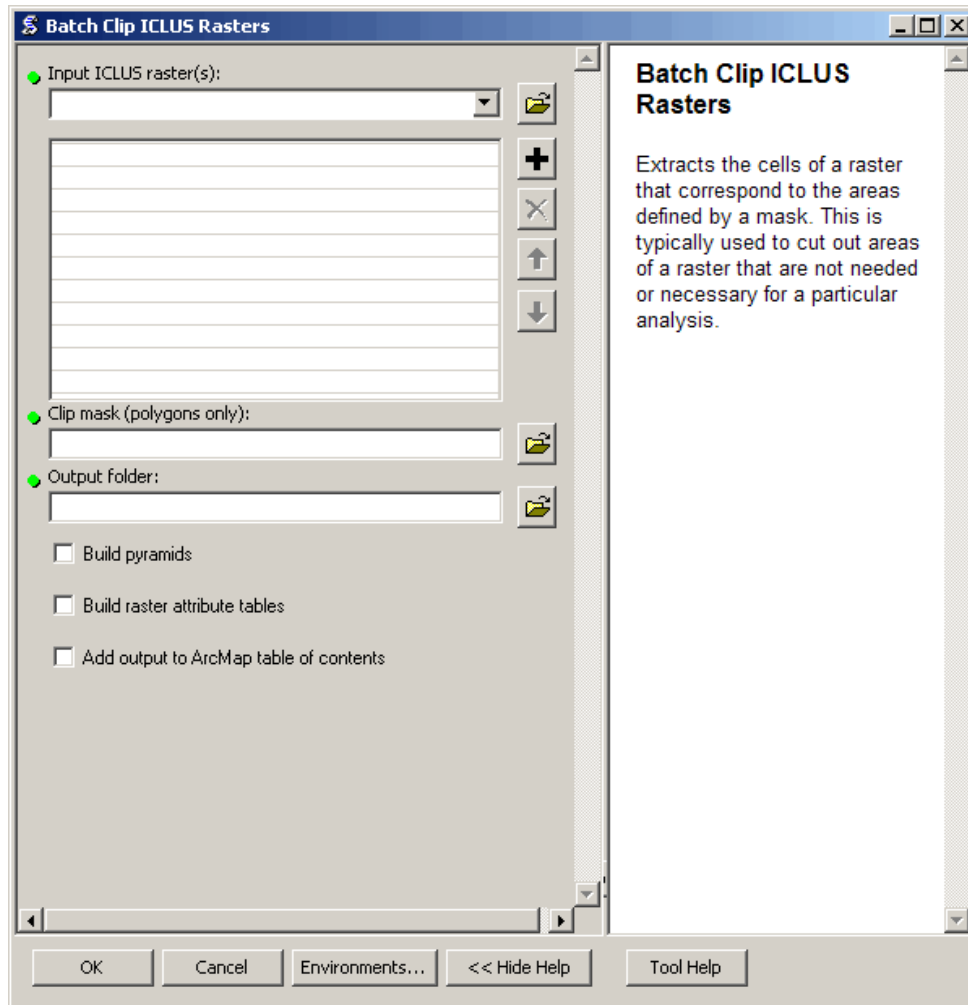 Batch Clip ICLUS Rasters
Input ICLUS raster(s):
Clip mask (polygons only):
Output folder:
Build pyramids
Build raster attribute tables
Add output to ArcMap table of contents
Batch Clip ICLUS
Rasters
Extracts the cells of a raster
that correspond to the areas
defined by a mask. This is
typically used to cut out areas
of a raster that are not needed
or necessary for a particular
analysis.
OK
Cancel
Environments...
<< Hide Help
Tool Help